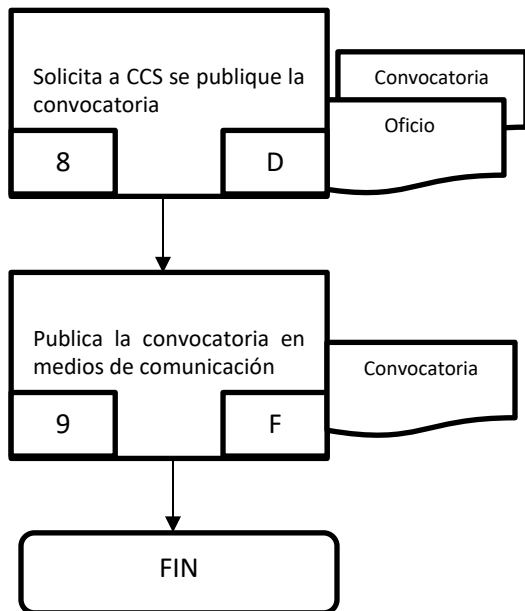 Solicita a CCS se publique la
convocatoria
8
D
Convocatoria
Oficio
Publica la convocatoria en
medios de comunicación
9
F
Convocatoria
FIN